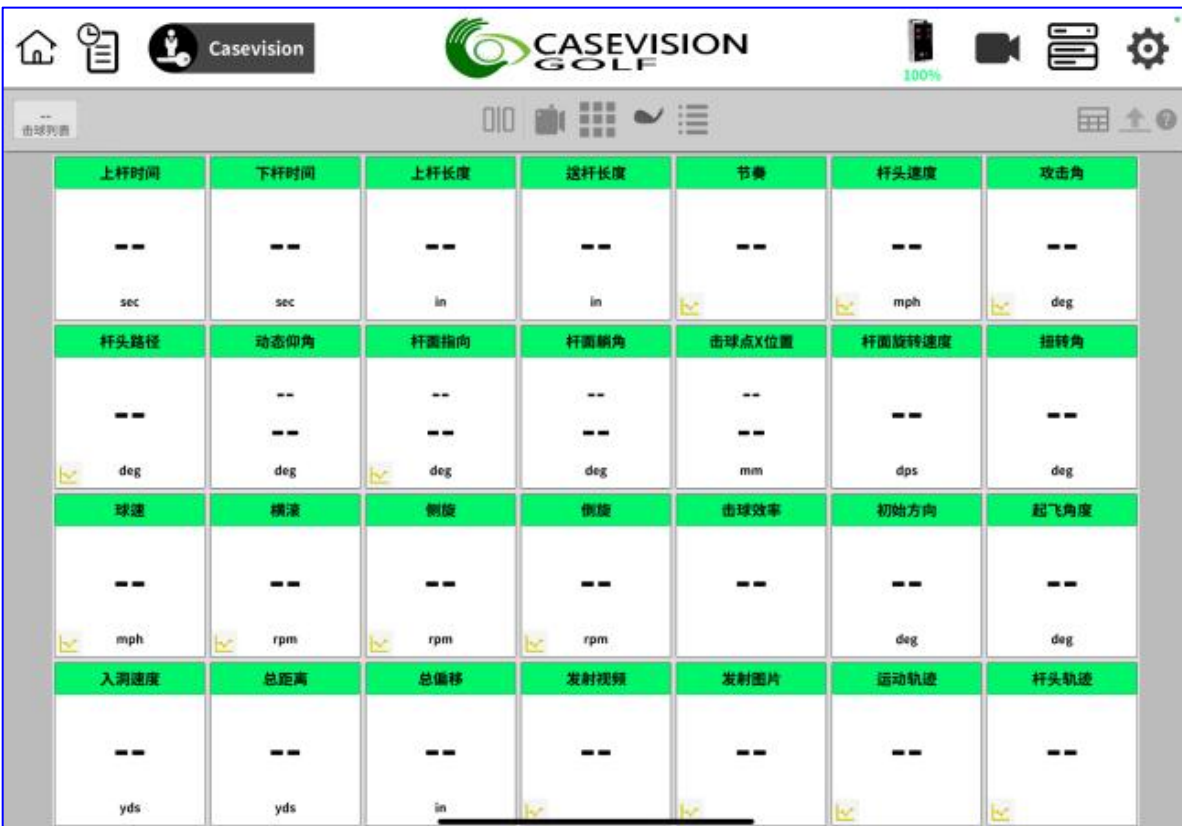 Casevision
CASEVISION
GOLF
100%
--
击球列表
上杆时间 下杆时间 上杆长度 送杆长度 节奏 杆头速度 攻击角
-- -- -- -- -- -- --
sec sec in in mph deg
杆头路径 动态仰角 杆面指向 杆面躺角 击球点X位置 杆面旋转速度 扭转角
-- -- -- --
-- -- -- -- -- -- --
deg deg deg deg mm dps deg
球速 横滚 侧旋 倒旋 击球效率 初始方向 起飞角度
-- -- -- -- -- -- --
mph rpm rpm rpm deg deg
入洞速度 总距离 总偏移 发射视频 发射图片 运动轨迹 杆头轨迹
-- -- -- -- -- -- --
yds yds in